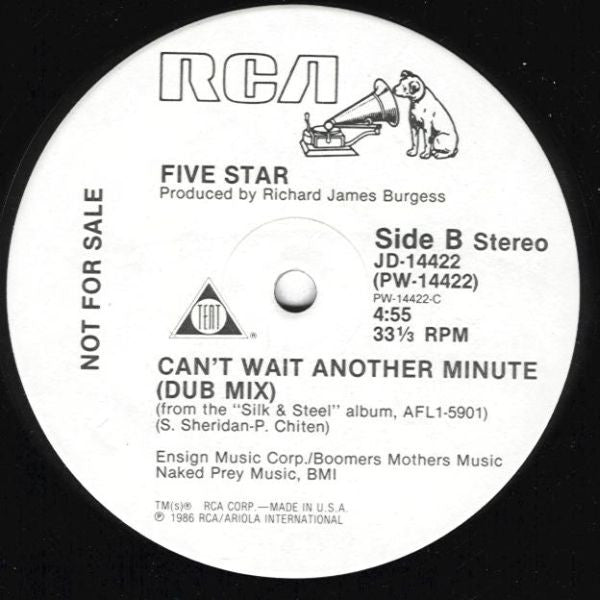 RCA
FIVE STAR
Produced by Richard James Burgess
NOT FOR SALE
Side B Stereo
JD-14422
(PW-14422)
PW-14422-C
4:55
33⅓ RPM
TENT ®
CAN'T WAIT ANOTHER MINUTE
(DUB MIX)
(from the "Silk & Steel" album, AFL1-5901)
(S. Sheridan-P. Chiten)
Ensign Music Corp./Boomers Mothers Music
Naked Prey Music, BMI
TM(s)® RCA CORP.—MADE IN U.S.A.
℗ 1986 RCA/ARIOLA INTERNATIONAL